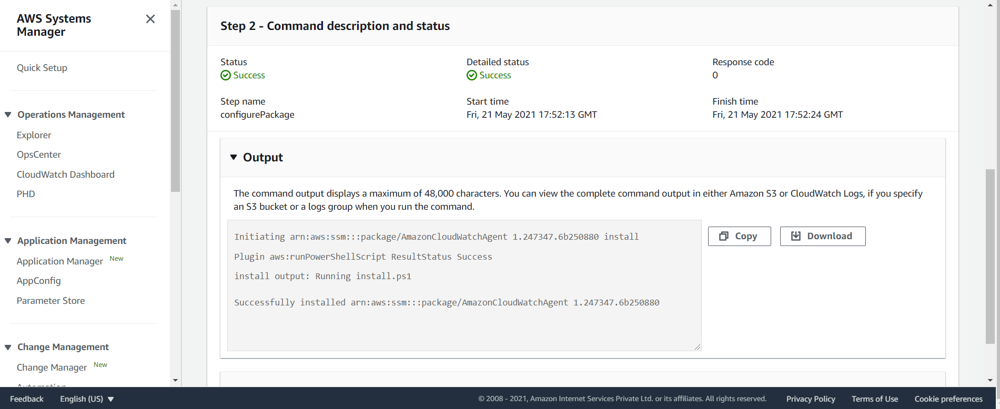 AWS Systems
Manager
Quick Setup
Operations Management
Explorer
OpsCenter
CloudWatch Dashboard
PHD
Application Management
Application Manager New
AppConfig
Parameter Store
Change Management
Change Manager New
Automation
Step 2 - Command description and status
Status
Success
Detailed status
Success
Response code
0
Step name
configurePackage
Start time
Fri, 21 May 2021 17:52:13 GMT
Finish time
Fri, 21 May 2021 17:52:24 GMT
Output
The command output displays a maximum of 48,000 characters. You can view the complete command output in either Amazon S3 or CloudWatch Logs, if you specify
an S3 bucket or a logs group when you run the command.
Initiating arn:aws:ssm:::package/AmazonCloudWatchAgent 1.247347.6b250880 install
Plugin aws:runPowerShellScript ResultStatus Success
install output: Running install.ps1
Successfully installed arn:aws:ssm:::package/AmazonCloudWatchAgent 1.247347.6b250880
Copy
Download
Feedback
English (US)
© 2008 - 2021, Amazon Internet Services Private Ltd. or its affiliates. All rights reserved.
Privacy Policy
Terms of Use
Cookie preferences